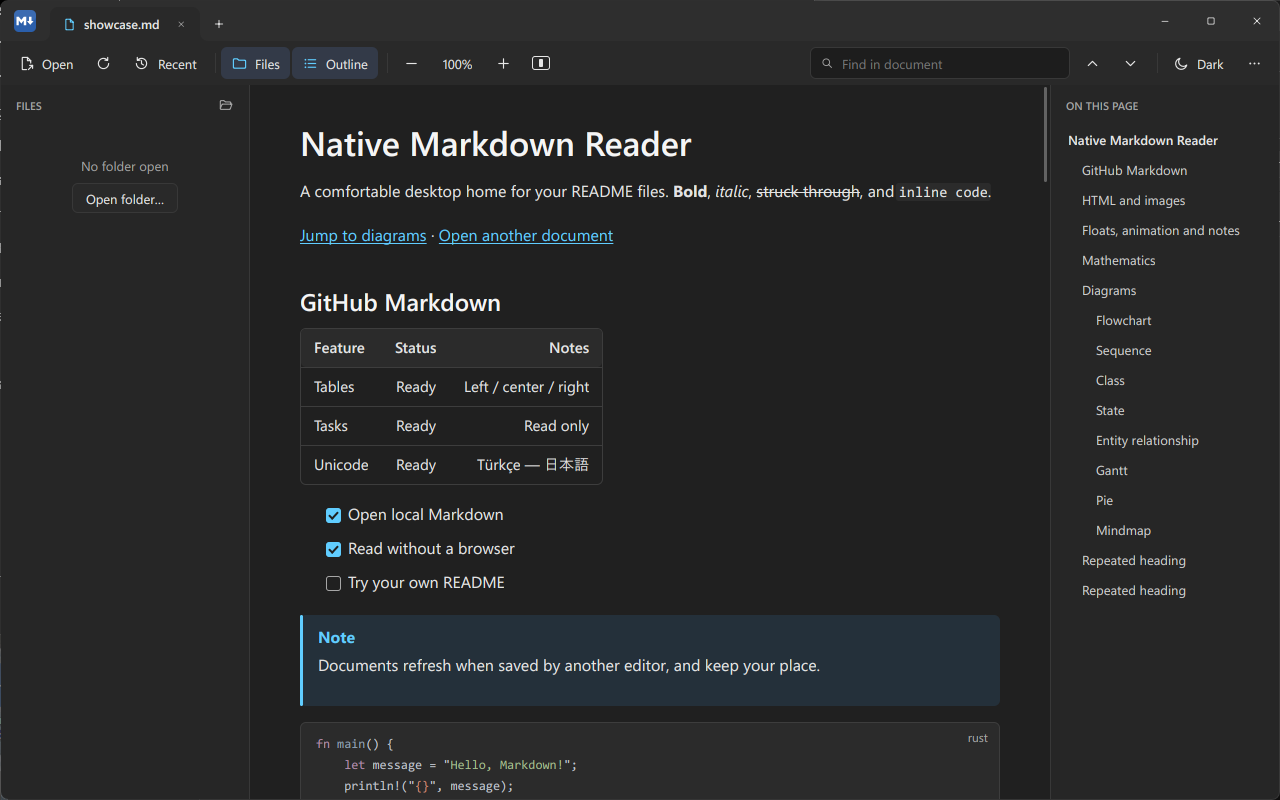 M↓
showcase.md
Open
Recent
Files
Outline
100%
Find in document
Dark
FILES
No folder open
Open folder...
Native Markdown Reader
A comfortable desktop home for your README files. Bold, italic, struck through, and inline code.
Jump to diagrams · Open another document
GitHub Markdown
Feature Status Notes
Tables Ready Left / center / right
Tasks Ready Read only
Unicode Ready Türkçe — 日本語
Open local Markdown
Read without a browser
Try your own README
Note
Documents refresh when saved by another editor, and keep your place.
rust
fn main() {
    let message = "Hello, Markdown!";
    println!("{}", message);
ON THIS PAGE
Native Markdown Reader
GitHub Markdown
HTML and images
Floats, animation and notes
Mathematics
Diagrams
Flowchart
Sequence
Class
State
Entity relationship
Gantt
Pie
Mindmap
Repeated heading
Repeated heading